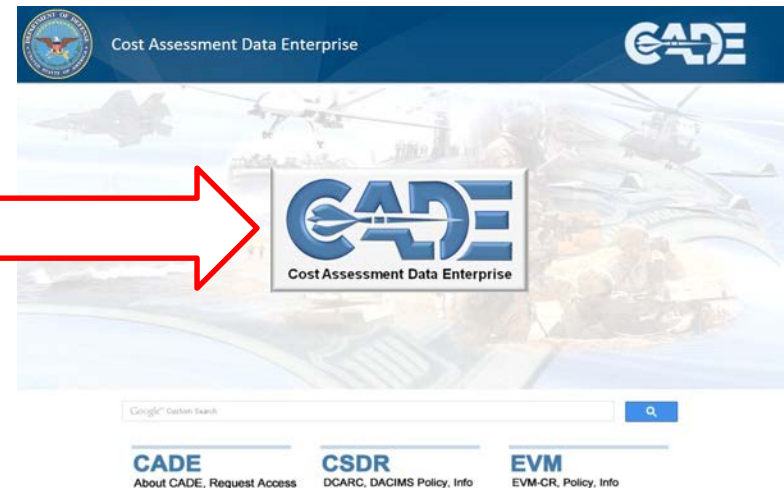 Cost Assessment Data Enterprise
CADE
CADE
Cost Assessment Data Enterprise
Google™ Custom Search
CADE
About CADE, Request Access
CSDR
DCARC, DACIMS Policy, Info
EVM
EVM-CR, Policy, Info